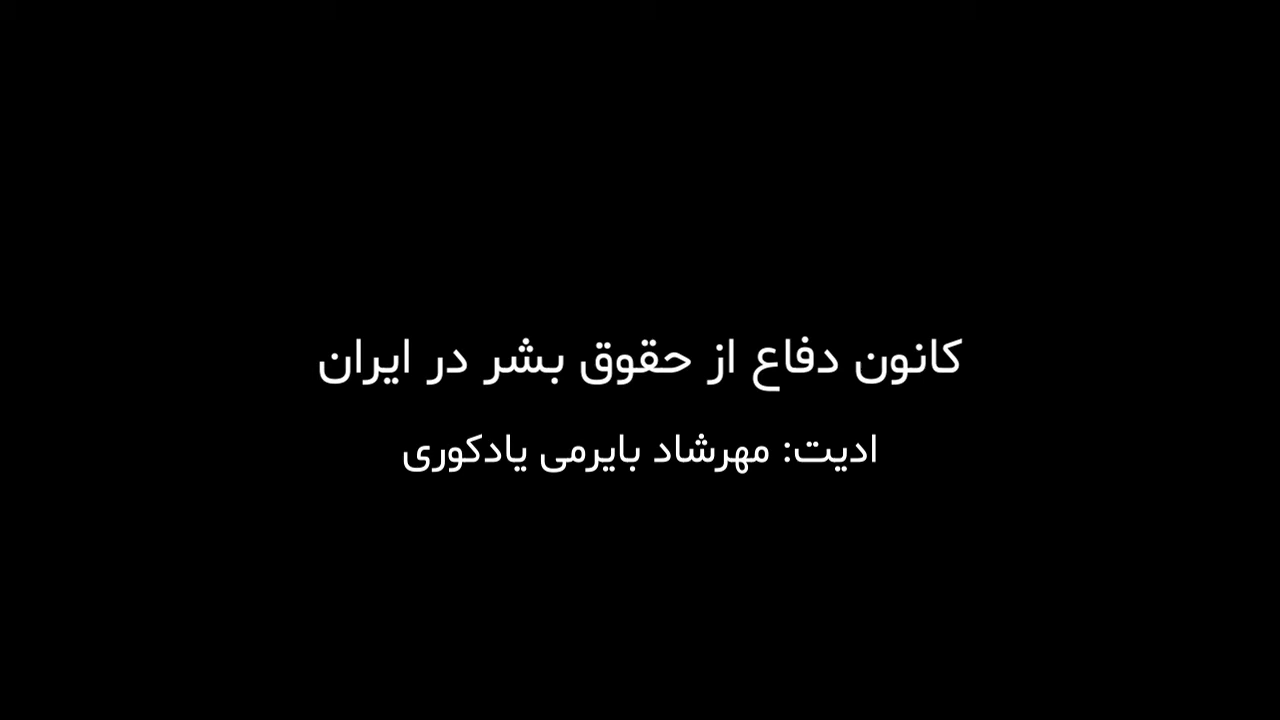 کانون دفاع از حقوق بشر در ایران
ادیت: مهرشاد بایرمی یادکوری